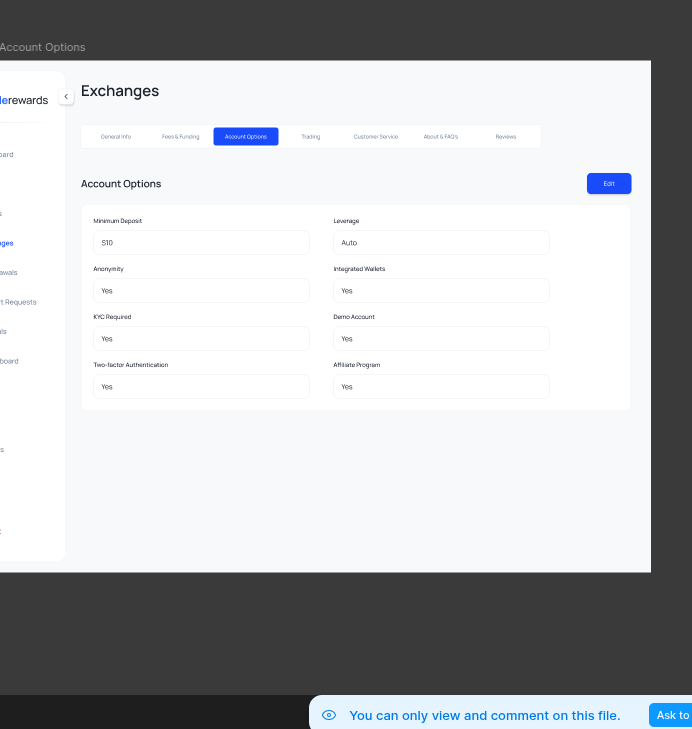 Account Options
lerewards
Exchanges
General Info Fees & Funding Account Options Trading Customer Service About & FAQ's Reviews
Account Options
Edit
Minimum Deposit Leverage
$10 Auto
Anonymity Integrated Wallets
Yes Yes
KYC Required Demo Account
Yes Yes
Two-factor Authentication Affiliate Program
Yes Yes
oard
s
ges
awals
rt Requests
ls
board
s
You can only view and comment on this file.
Ask to